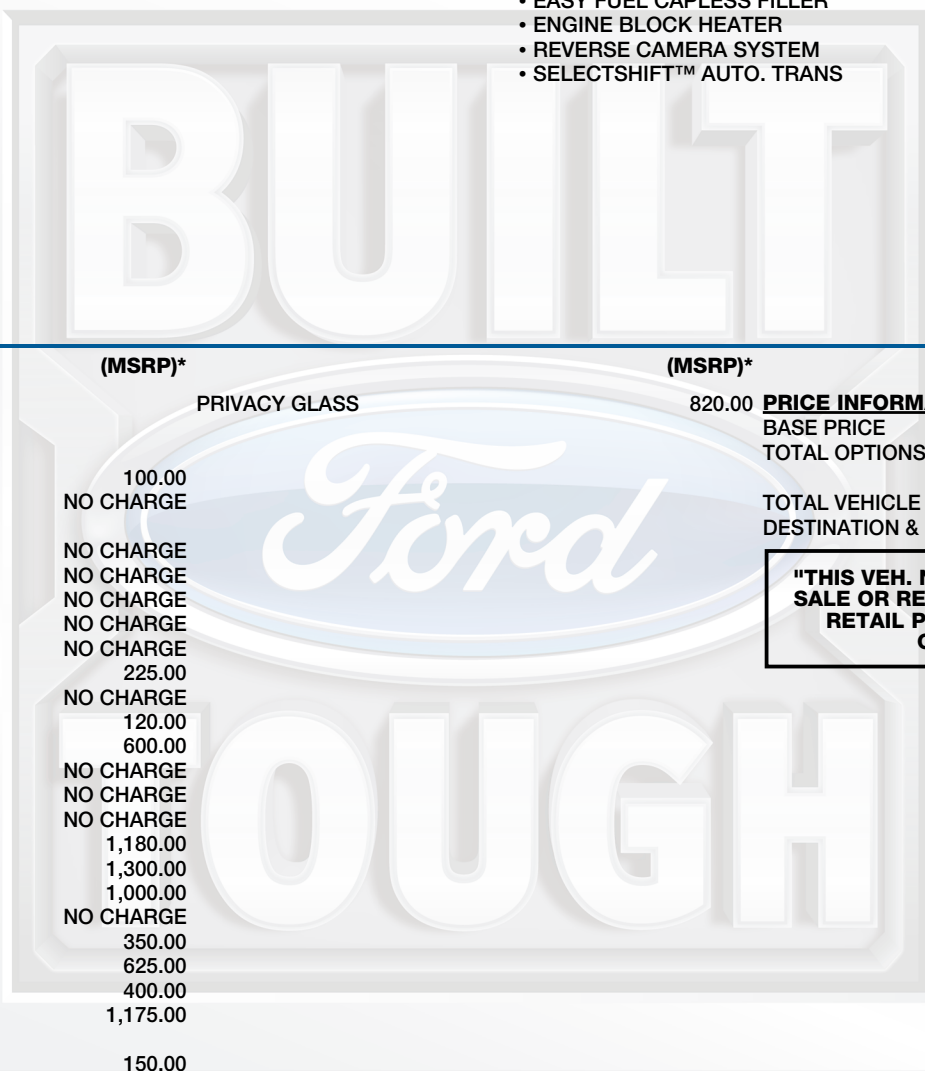 • EASY FUEL CAPLESS FILLER
• ENGINE BLOCK HEATER
• REVERSE CAMERA SYSTEM
• SELECTSHIFT™ AUTO. TRANS
BUILT
Ford
TOUGH
(MSRP)*
100.00
NO CHARGE
NO CHARGE
NO CHARGE
NO CHARGE
NO CHARGE
NO CHARGE
225.00
NO CHARGE
120.00
600.00
NO CHARGE
NO CHARGE
NO CHARGE
1,180.00
1,300.00
1,000.00
NO CHARGE
350.00
625.00
400.00
1,175.00
150.00
(MSRP)*
PRIVACY GLASS 820.00
PRICE INFORMA
BASE PRICE
TOTAL OPTIONS
TOTAL VEHICLE
DESTINATION &
"THIS VEH.
SALE OR RE
RETAIL P